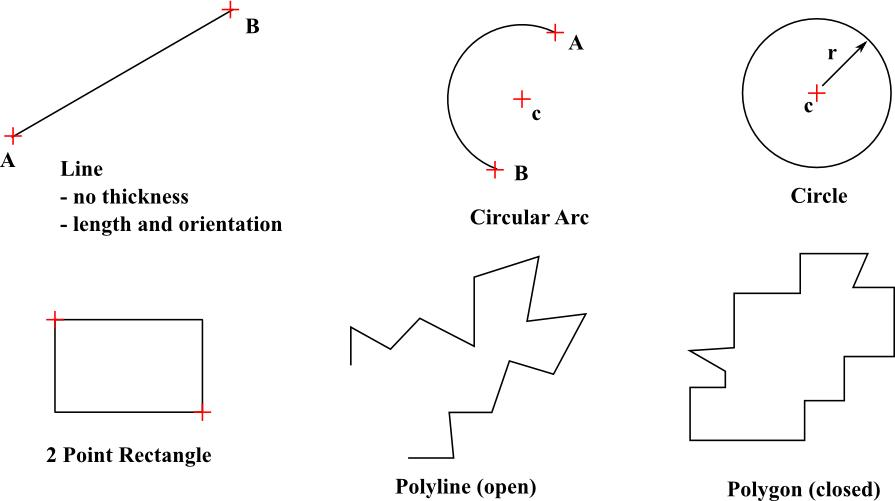 B
A
Line
- no thickness
- length and orientation
A
c
B
Circular Arc
r
c
Circle
2 Point Rectangle
Polyline (open)
Polygon (closed)